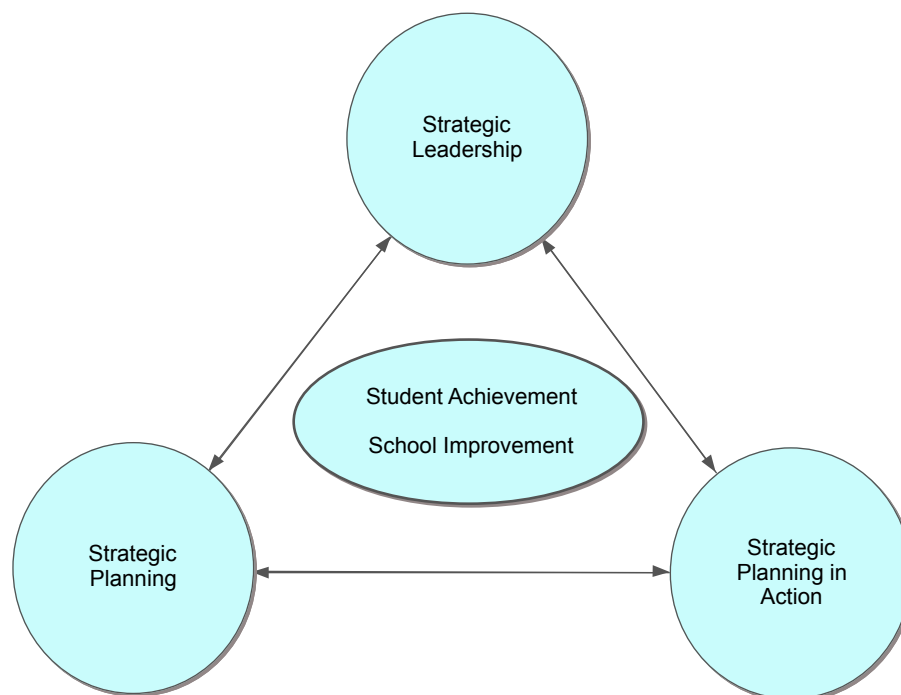 Strategic
Leadership
Student Achievement
School Improvement
Strategic
Planning
Strategic
Planning in
Action